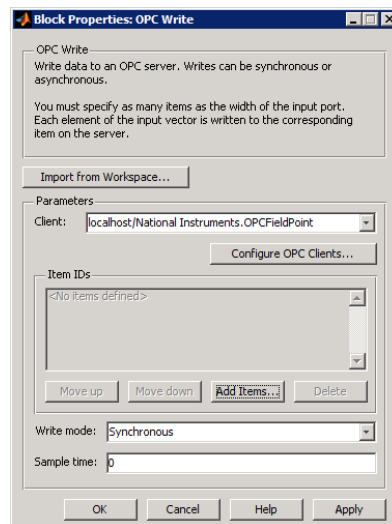 Block Properties: OPC Write
OPC Write
Write data to an OPC server. Writes can be synchronous or
asynchronous.
You must specify as many items as the width of the input port.
Each element of the input vector is written to the corresponding
item on the server.
Import from Workspace...
Parameters
Client: localhost/National Instruments.OPCFieldPoint
Configure OPC Clients...
Item IDs
<No items defined>
Move up Move down Add Items... Delete
Write mode: Synchronous
Sample time: 0
OK Cancel Help Apply